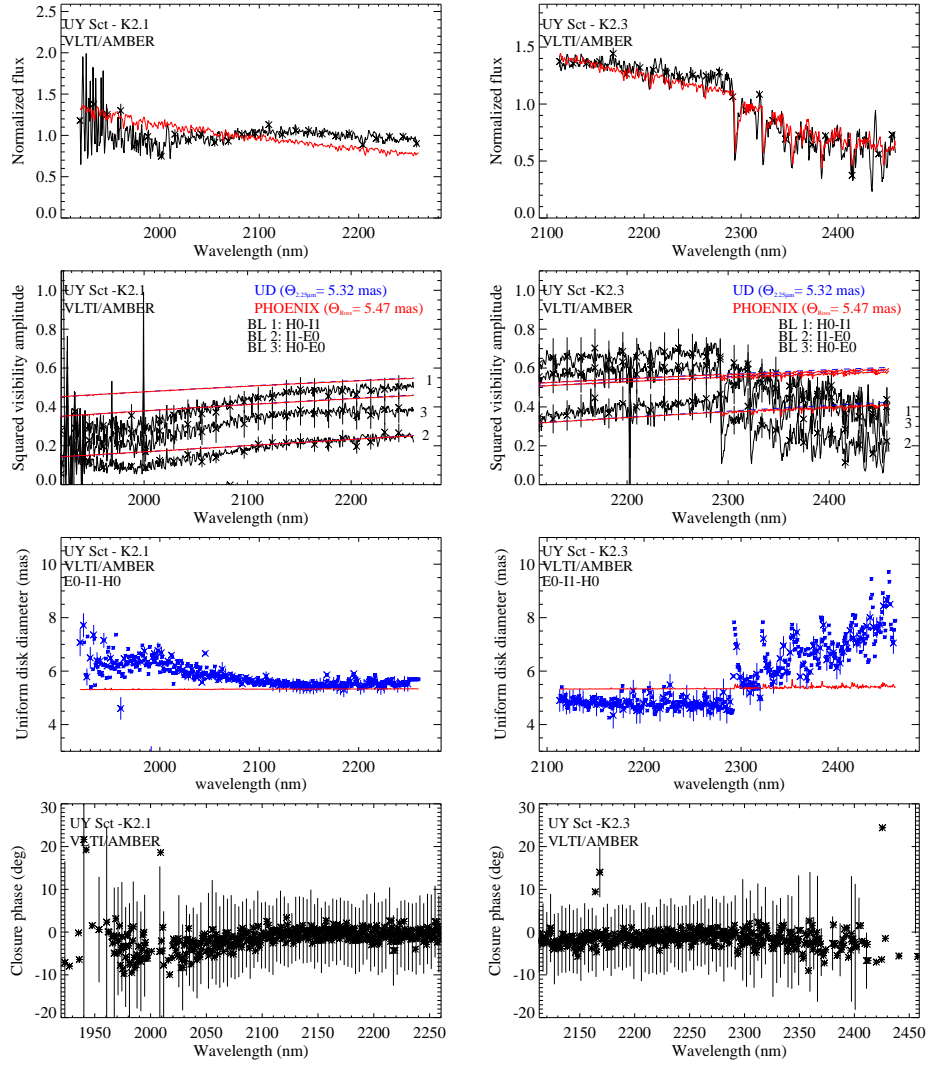 UY Sct - K2.1
VLTI/AMBER
Normalized flux
2.5
2.0
1.5
1.0
0.5
0.0
2000
2100
2200
Wavelength (nm)
UY Sct - K2.3
VLTI/AMBER
Normalized flux
1.5
1.0
0.5
0.0
2100
2200
2300
2400
Wavelength (nm)
UY Sct -K2.1
VLTI/AMBER
UD (Θ2.25μm= 5.32 mas)
PHOENIX (ΘRoss= 5.47 mas)
BL 1: H0-I1
BL 2: I1-E0
BL 3: H0-E0
1
3
2
Squared visibility amplitude
1.0
0.8
0.6
0.4
0.2
0.0
2000
2100
2200
Wavelength (nm)
UY Sct -K2.3
VLTI/AMBER
UD (Θ2.25μm= 5.32 mas)
PHOENIX (ΘRoss= 5.47 mas)
BL 1: H0-I1
BL 2: I1-E0
BL 3: H0-E0
1
3
2
Squared visibility amplitude
1.0
0.8
0.6
0.4
0.2
0.0
2200
2300
2400
Wavelength (nm)
UY Sct - K2.1
VLTI/AMBER
E0-I1-H0
Uniform disk diameter (mas)
10
8
6
4
2000
2100
2200
wavelength (nm)
UY Sct - K2.3
VLTI/AMBER
E0-I1-H0
Uniform disk diameter (mas)
10
8
6
4
2100
2200
2300
2400
wavelength (nm)
UY Sct -K2.1
VLTI/AMBER
Closure phase (deg)
30
20
10
0
-10
-20
1950
2000
2050
2100
2150
2200
2250
Wavelength (nm)
UY Sct -K2.3
VLTI/AMBER
Closure phase (deg)
30
20
10
0
-10
-20
2150
2200
2250
2300
2350
2400
2450
Wavelength (nm)